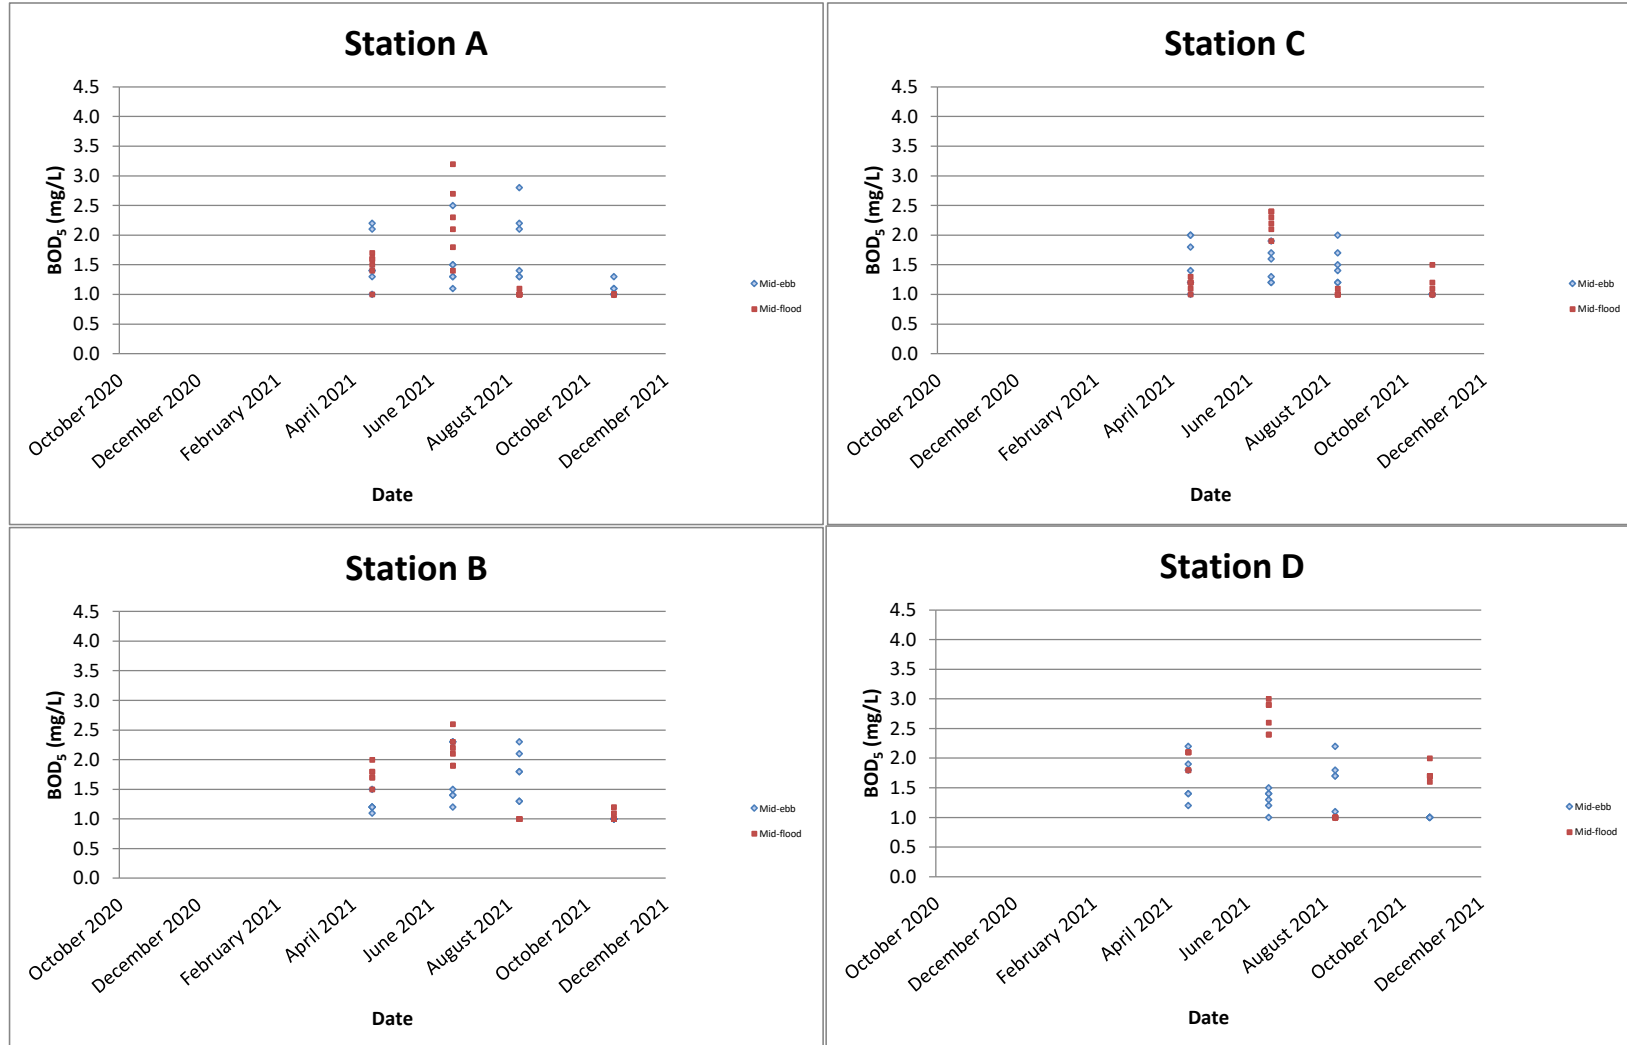 Station A
4.5
4.0
3.5
3.0
2.5
2.0
1.5
1.0
0.5
0.0
BOD5 (mg/L)
October 2020
December 2020
February 2021
April 2021
June 2021
August 2021
October 2021
December 2021
Date
Mid-ebb
Mid-flood
Station C
4.5
4.0
3.5
3.0
2.5
2.0
1.5
1.0
0.5
0.0
BOD5 (mg/L)
October 2020
December 2020
February 2021
April 2021
June 2021
August 2021
October 2021
December 2021
Date
Mid-ebb
Mid-flood
Station B
4.5
4.0
3.5
3.0
2.5
2.0
1.5
1.0
0.5
0.0
BOD5 (mg/L)
October 2020
December 2020
February 2021
April 2021
June 2021
August 2021
October 2021
December 2021
Date
Mid-ebb
Mid-flood
Station D
4.5
4.0
3.5
3.0
2.5
2.0
1.5
1.0
0.5
0.0
BOD5 (mg/L)
October 2020
December 2020
February 2021
April 2021
June 2021
August 2021
October 2021
December 2021
Date
Mid-ebb
Mid-flood